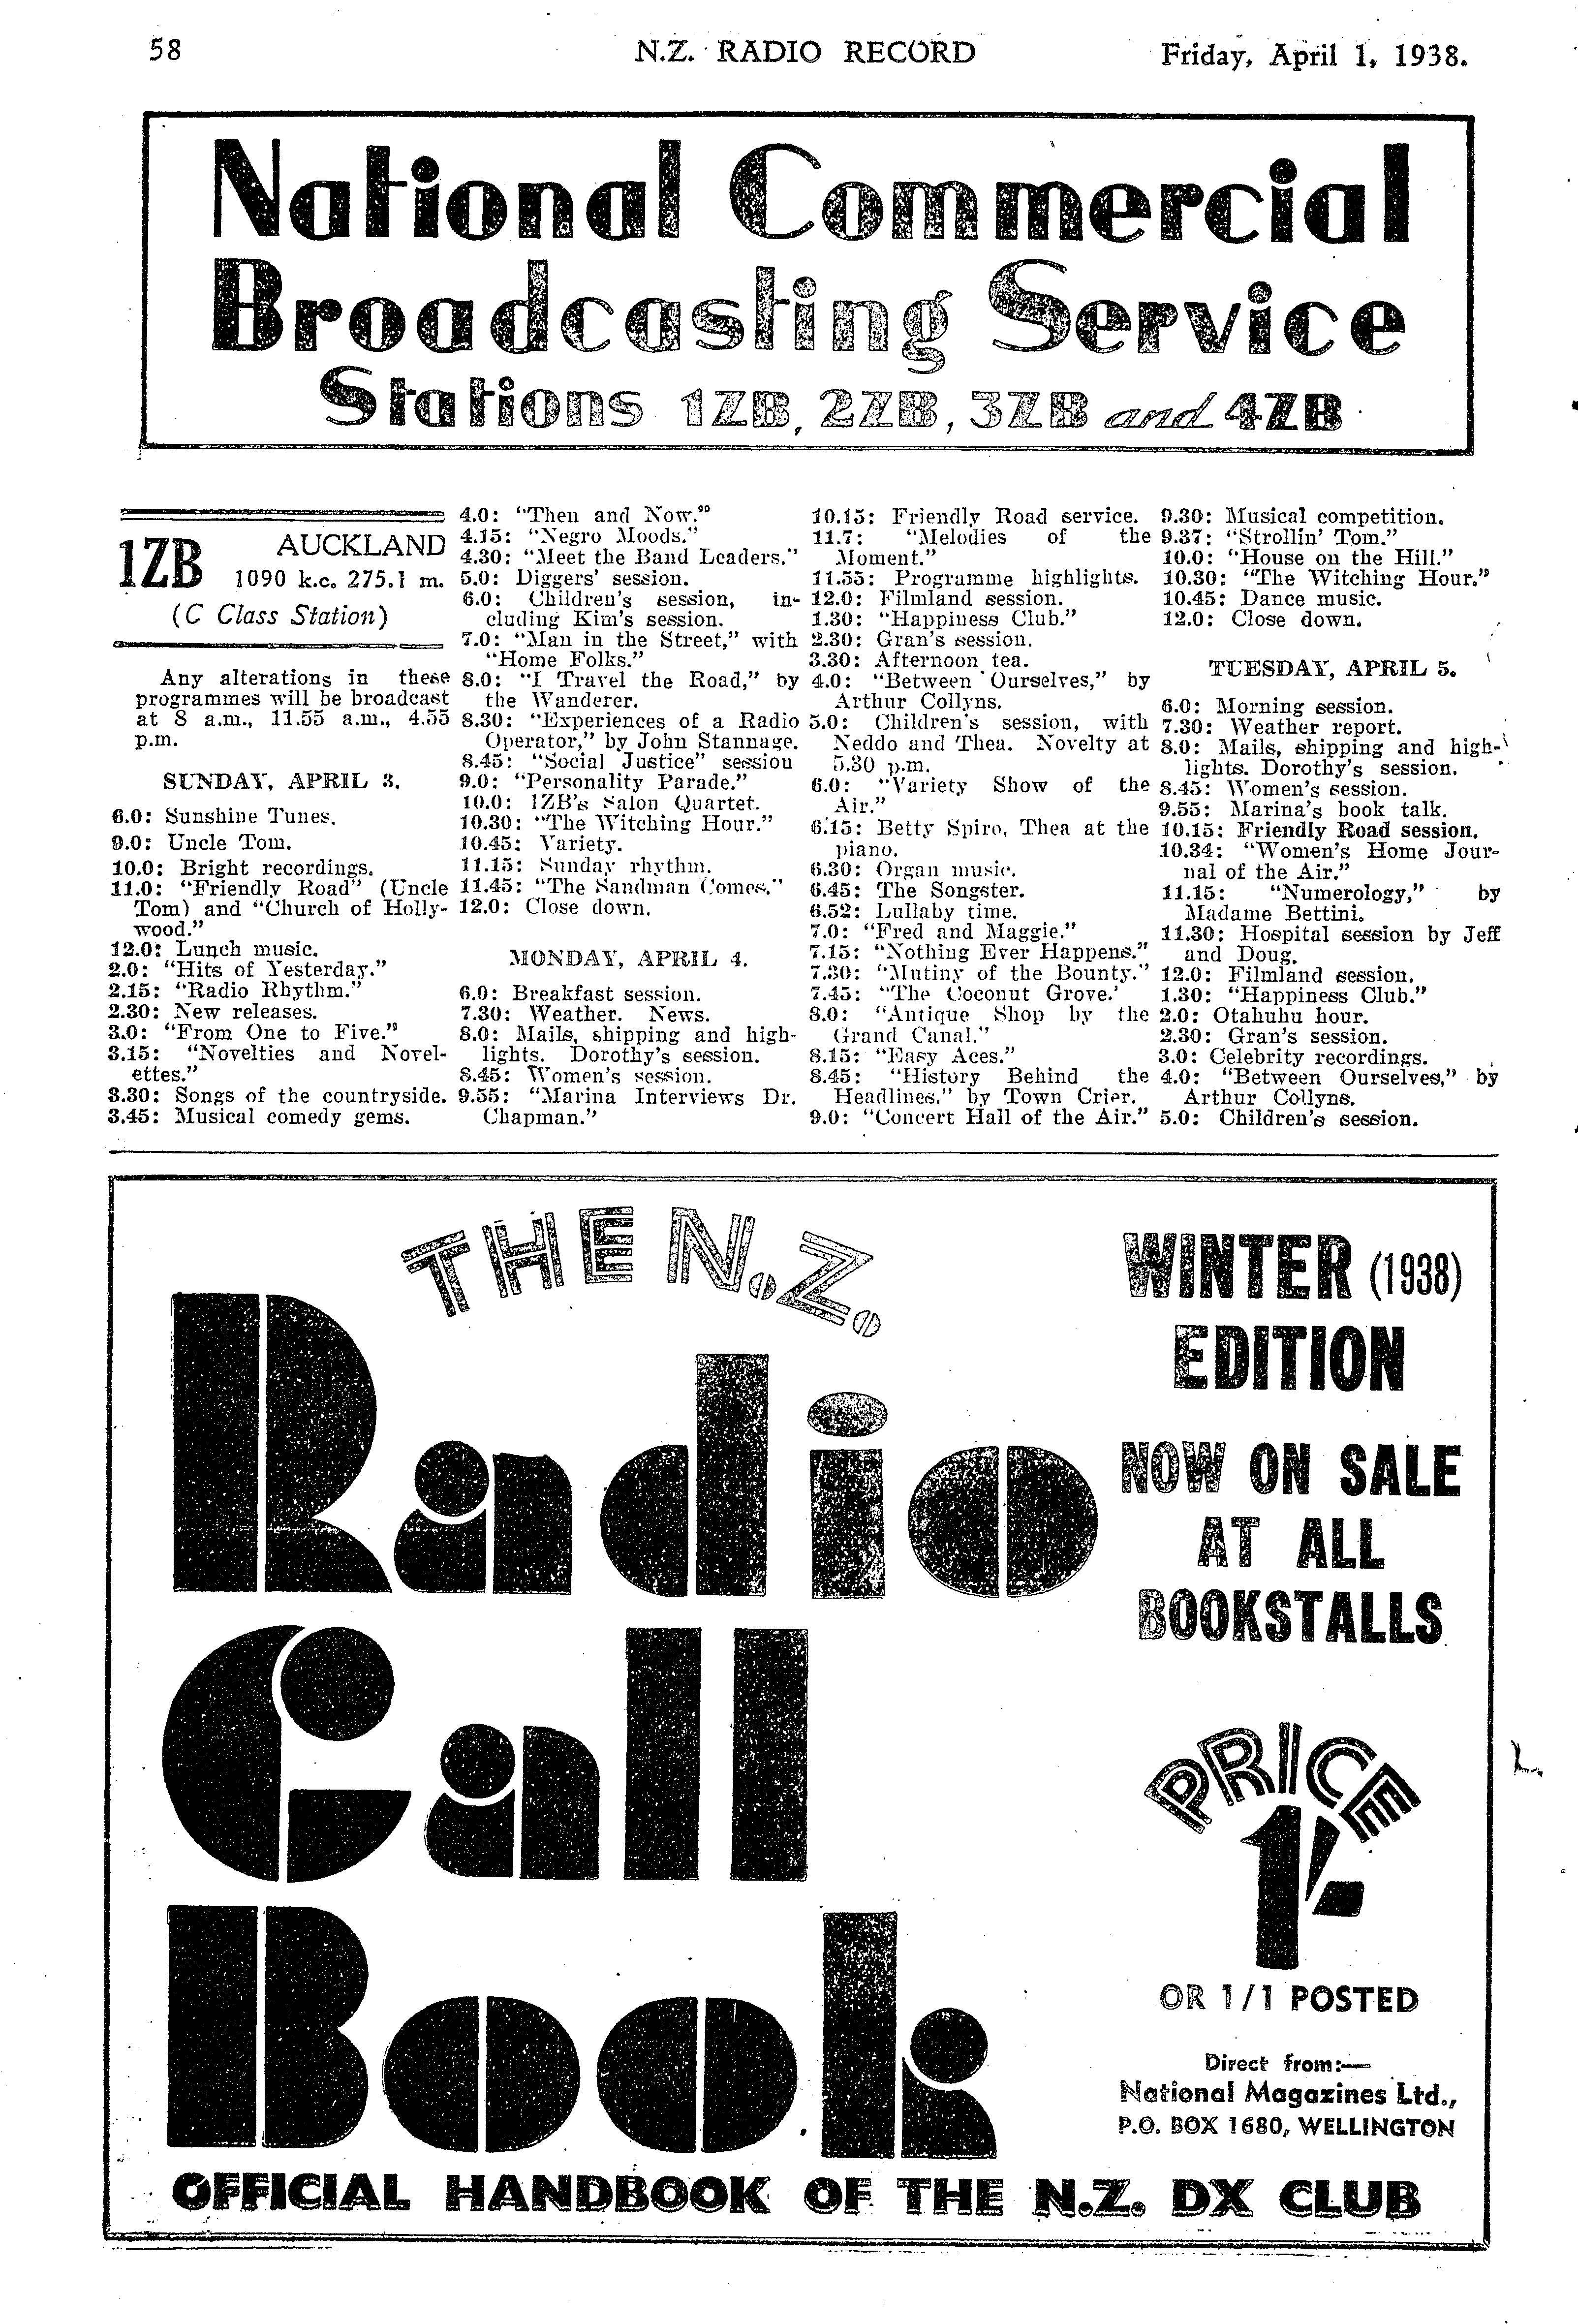 58
N.Z. RADIO RECORD
Friday, April 1, 1938.
National Commercial
Broadcasting Service
Stations 1ZB, 2ZB, 3ZB and 4ZB
1ZB
AUCKLAND
1090 k.c. 275.1 m.
(C Class Station)
Any alterations in these
programmes will be broadcast
at 8 a.m., 11.55 a.m., 4.55
p.m.
SUNDAY, APRIL 3.
6.0: Sunshine Tunes.
9.0: Uncle Tom.
10.0: Bright recordings.
11.0: "Friendly Road" (Uncle
Tom) and "Church of Holly-
wood."
12.0: Lunch music.
2.0: "Hits of Yesterday."
2.15: "Radio Rhythm."
2.30: New releases.
3.0: "From One to Five."
3.15: "Novelties and Novel-
ettes."
3.30: Songs of the countryside.
3.45: Musical comedy gems.
4.0: "Then and Now."
4.15: "Negro Moods."
4.30: "Meet the Band Leaders."
5.0: Diggers' session.
6.0: Children's session, in-
cluding Kim's session.
7.0: "Man in the Street," with
"Home Folks."
8.0: "I Travel the Road," by
the Wanderer.
8.30: "Experiences of a Radio
Operator," by John Stannage.
8.45: "Social Justice" session
9.0: "Personality Parade."
10.0: 1ZB's Salon Quartet.
10.30: "The Witching Hour."
10.45: Variety.
11.15: Sunday rhythm.
11.45: "The Sandman Comes."
12.0: Close down.
MONDAY, APRIL 4.
6.0: Breakfast session.
7.30: Weather. News.
8.0: Mails, shipping and high-
lights. Dorothy's session.
8.45: Women's session.
9.55: "Marina Interviews Dr.
Chapman."
10.15: Friendly Road service.
11.7: "Melodies of the
Moment."
11.55: Programme highlights.
12.0: Filmland session.
1.30: "Happiness Club."
2.30: Gran's session.
3.30: Afternoon tea.
4.0: "Between Ourselves," by
Arthur Collyns.
5.0: Children's session, with
Neddo and Thea. Novelty at
5.30 p.m.
6.0: "Variety Show of the
Air."
6.15: Betty Spiro, Thea at the
piano.
6.30: Organ music.
6.45: The Songster.
6.52: Lullaby time.
7.0: "Fred and Maggie."
7.15: "Nothing Ever Happens."
7.30: "Mutiny of the Bounty."
7.45: "The Coconut Grove.'
8.0: "Antique Shop by the
Grand Canal."
8.15: "Easy Aces."
8.45: "History Behind the
Headlines." by Town Crier.
9.0: "Concert Hall of the Air."
9.30: Musical competition.
9.37: "Strollin' Tom."
10.0: "House on the Hill."
10.30: "The Witching Hour."
10.45: Dance music.
12.0: Close down.
TUESDAY, APRIL 5.
6.0: Morning session.
7.30: Weather report.
8.0: Mails, shipping and high-
lights. Dorothy's session.
8.45: Women's session.
9.55: Marina's book talk.
10.15: Friendly Road session.
10.34: "Women's Home Jour-
nal of the Air."
11.15: "Numerology," by
Madame Bettini.
11.30: Hospital session by Jeff
and Doug.
12.0: Filmland session.
1.30: "Happiness Club."
2.0: Otahuhu hour.
2.30: Gran's session.
3.0: Celebrity recordings.
4.0: "Between Ourselves," by
Arthur Collyns.
5.0: Children's session.
THE N.Z.
Radio
Call
Book
WINTER (1938)
EDITION
NOW ON SALE
AT ALL
BOOKSTALLS
PRICE
1/-
OR 1/1 POSTED
Direct from:—
National Magazines Ltd.,
P.O. BOX 1680, WELLINGTON
OFFICIAL HANDBOOK OF THE N.Z. DX CLUB